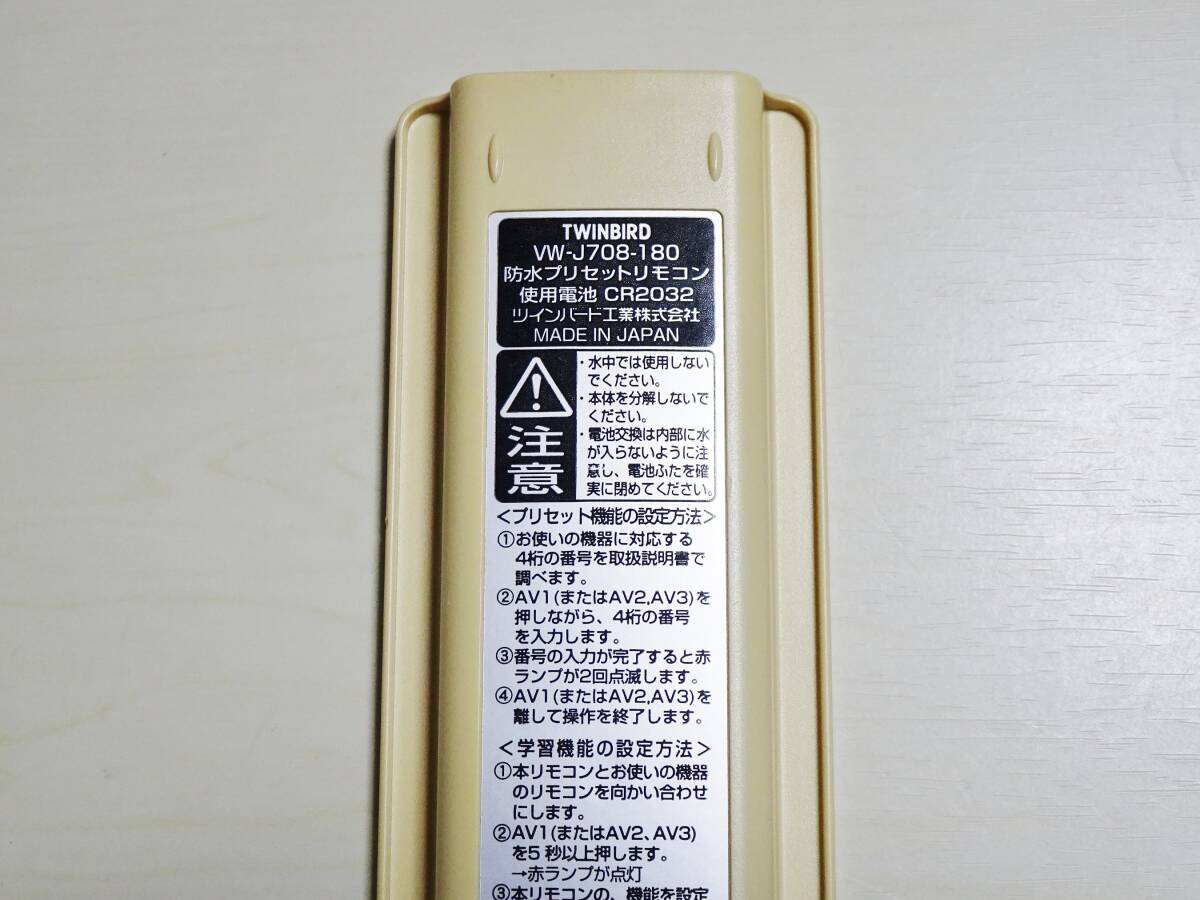 TWINBIRD
VW-J708-180
防水プリセットリモコン
使用電池 CR2032
ツインバード工業株式会社
MADE IN JAPAN
注意
・水中では使用しない
でください。
・本体を分解しないで
ください。
・電池交換は内部に水
が入らないように注
意し、電池ふたを確
実に閉めてください。
＜プリセット機能の設定方法＞
①お使いの機器に対応する
4桁の番号を取扱説明書で
調べます。
②AV1(またはAV2,AV3)を
押しながら、4桁の番号
を入力します。
③番号の入力が完了すると赤
ランプが2回点滅します。
④AV1(またはAV2,AV3)を
離して操作を終了します。
＜学習機能の設定方法＞
①本リモコンとお使いの機器
のリモコンを向かい合わせ
にします。
②AV1(またはAV2、AV3)
を5秒以上押します。
→赤ランプが点灯
③本リモコンの、機能を設定